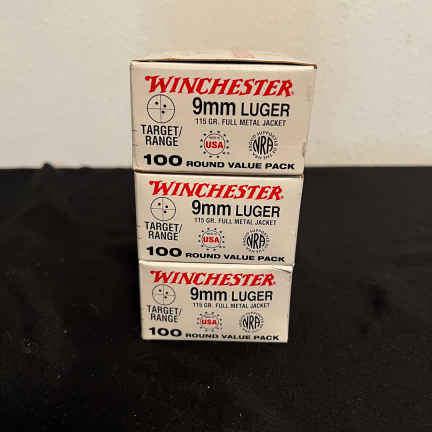 WINCHESTER
9mm LUGER
115 GR. FULL METAL JACKET
TARGET/
RANGE
USA
NRA
100 ROUND VALUE PACK
WINCHESTER
9mm LUGER
115 GR. FULL METAL JACKET
TARGET/
RANGE
USA
NRA
100 ROUND VALUE PACK
WINCHESTER
9mm LUGER
115 GR. FULL METAL JACKET
TARGET/
RANGE
USA
NRA
100 ROUND VALUE PACK